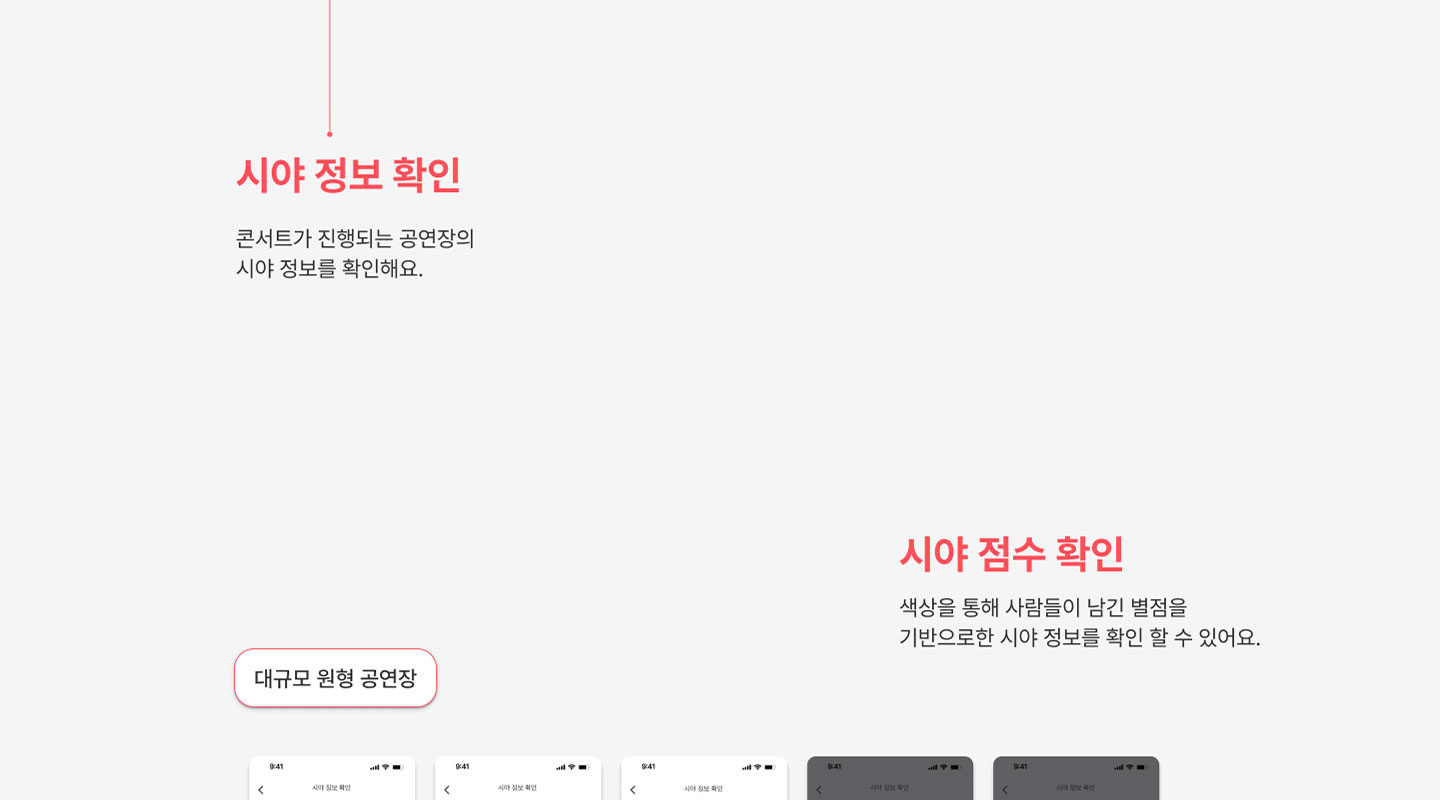 시야 정보 확인
콘서트가 진행되는 공연장의
시야 정보를 확인해요.
시야 점수 확인
색상을 통해 사람들이 남긴 별점을
기반으로한 시야 정보를 확인 할 수 있어요.
대규모 원형 공연장
9:41
시야 정보 확인
9:41
시야 정보 확인
9:41
시야 정보 확인
9:41
시야 정보 확인
9:41
시야 정보 확인